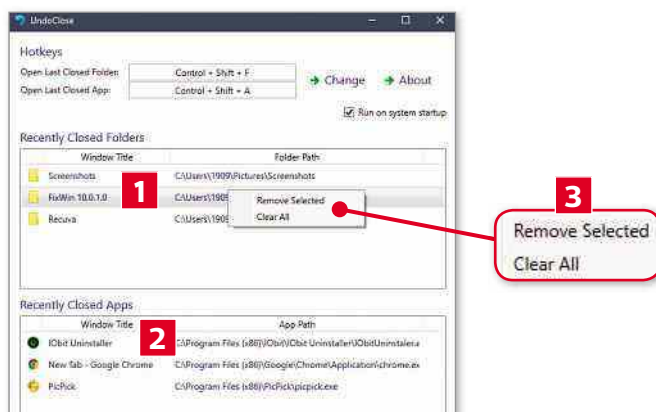 UndoClose
Hotkeys
Open Last Closed Folder: Control + Shift + F
Open Last Closed App: Control + Shift + A
Change About
Run on system startup
Recently Closed Folders
Window Title Folder Path
Screenshots C:\Users\1909\Pictures\Screenshots
1
FixWin 10.0.1.0 C:\Users\1909
Remove Selected
Recuva C:\Users\1909
Clear All
3
Remove Selected
Clear All
Recently Closed Apps
Window Title App Path
2
IObit Uninstaller C:\Program Files (x86)\IObit\IObit Uninstaller\IObitUninstaler.e
New Tab - Google Chrome C:\Program Files (x86)\Google\Chrome\Application\chrome.ex
PicPick C:\Program Files (x86)\PicPick\picpick.exe